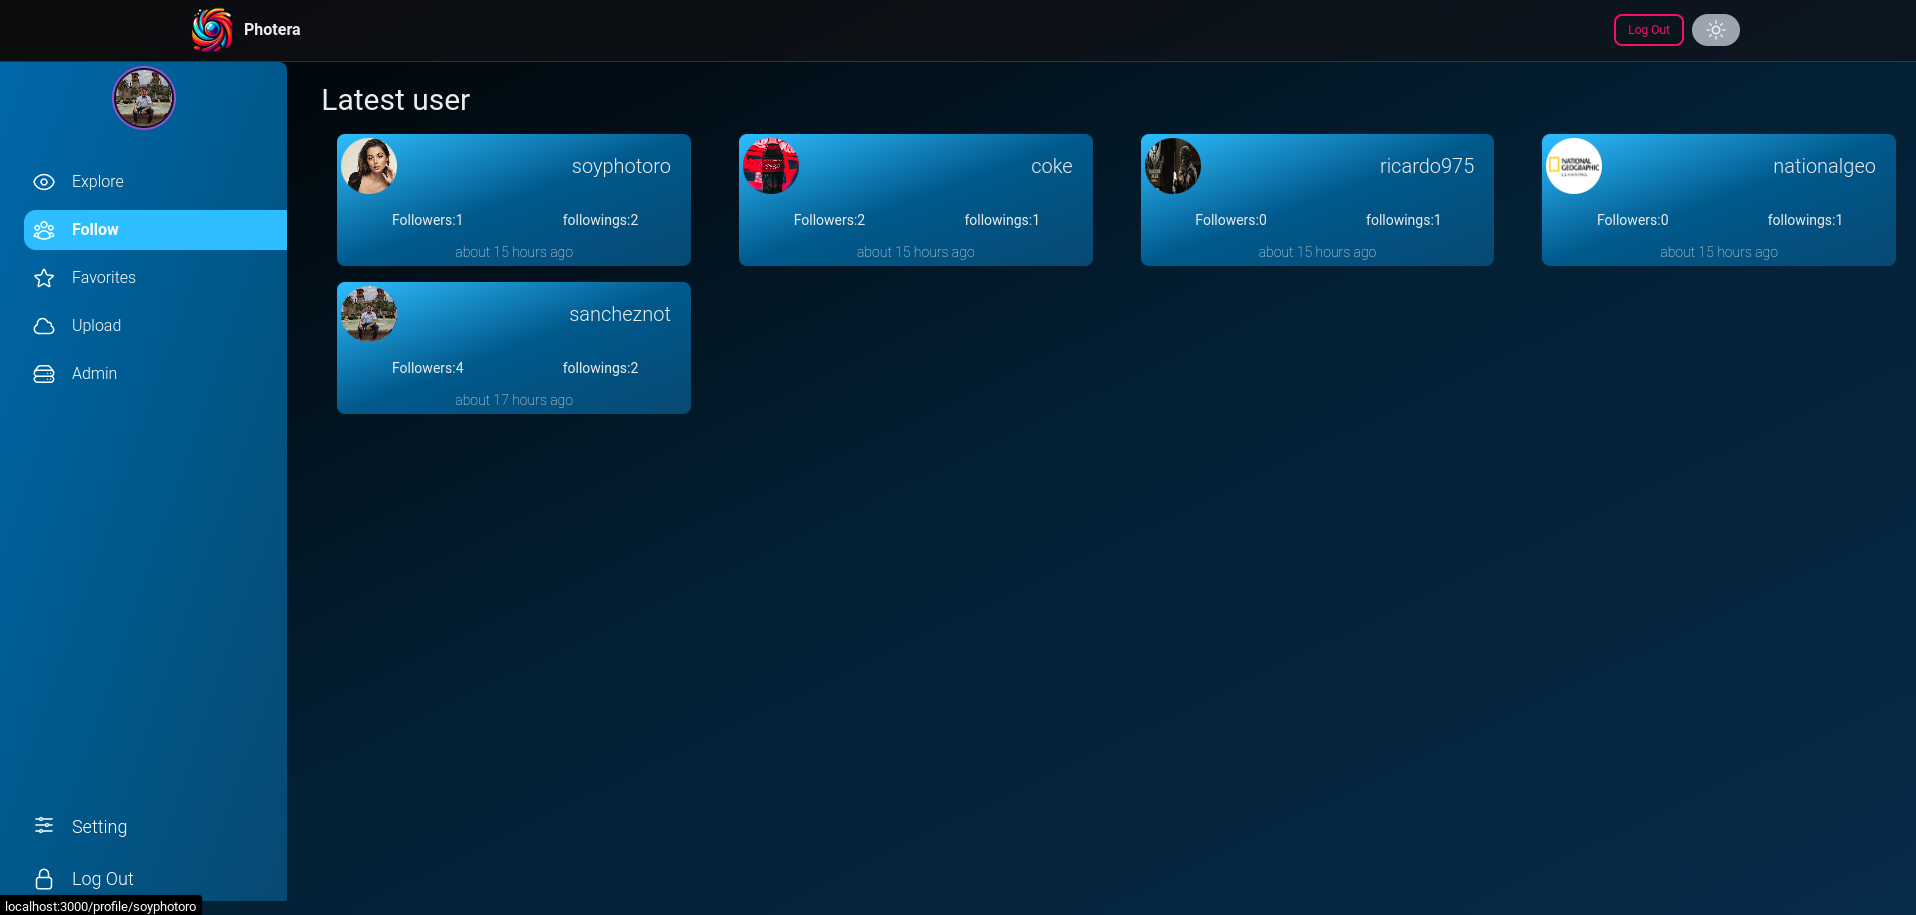 Photera
Log Out
Explore
Follow
Favorites
Upload
Admin
Setting
Log Out
Latest user
soyphotoro
Followers:1 followings:2
about 15 hours ago
coke
Followers:2 followings:1
about 15 hours ago
ricardo975
Followers:0 followings:1
about 15 hours ago
NATIONAL
GEOGRAPHIC
nationalgeo
Followers:0 followings:1
about 15 hours ago
sancheznot
Followers:4 followings:2
about 17 hours ago
localhost:3000/profile/soyphotoro